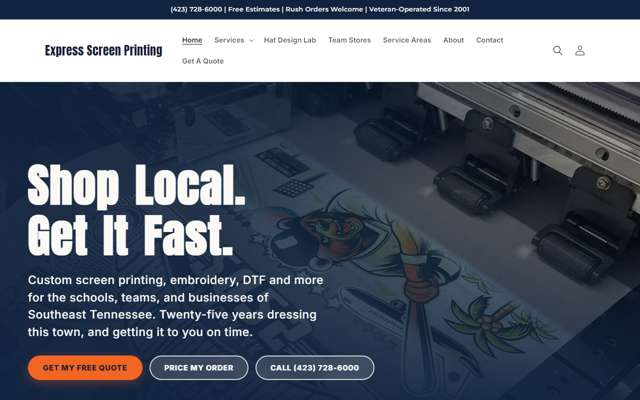 (423) 728-6000 | Free Estimates | Rush Orders Welcome | Veteran-Operated Since 2001
Express Screen Printing
Home Services Hat Design Lab Team Stores Service Areas About Contact
Get A Quote
Shop Local.
Get It Fast.
Custom screen printing, embroidery, DTF and more
for the schools, teams, and businesses of
Southeast Tennessee. Twenty-five years dressing
this town, and getting it to you on time.
GET MY FREE QUOTE PRICE MY ORDER CALL (423) 728-6000